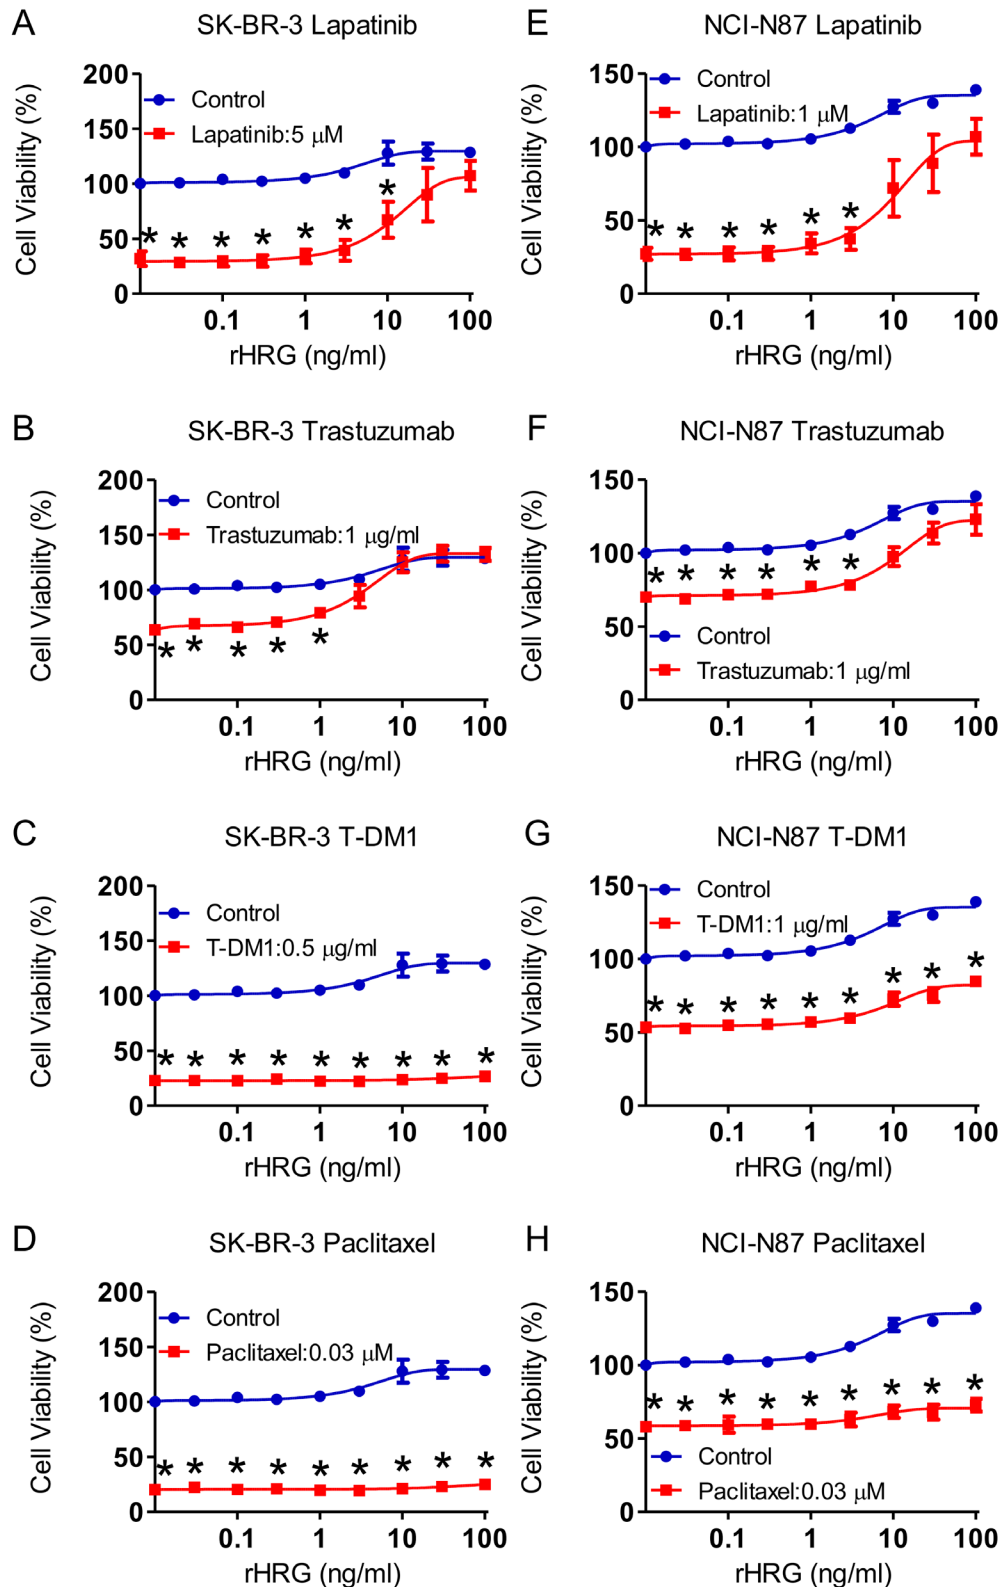 A
SK-BR-3 Lapatinib
Cell Viability (%)
200
150
100
50
0
Control
Lapatinib:5 μM
* * * * * * *
0.1 1 10 100
rHRG (ng/ml)
E
NCI-N87 Lapatinib
Cell Viability (%)
150
100
50
0
Control
Lapatinib:1 μM
* * * * * *
0.1 1 10 100
rHRG (ng/ml)
B
SK-BR-3 Trastuzumab
Cell Viability (%)
200
150
100
50
0
Control
Trastuzumab:1 μg/ml
* * * * *
0.1 1 10 100
rHRG (ng/ml)
F
NCI-N87 Trastuzumab
Cell Viability (%)
150
100
50
0
* * * * * *
Control
Trastuzumab:1 μg/ml
0.1 1 10 100
rHRG (ng/ml)
C
SK-BR-3 T-DM1
Cell Viability (%)
200
150
100
50
0
Control
T-DM1:0.5 μg/ml
* * * * * * * * *
0.1 1 10 100
rHRG (ng/ml)
G
NCI-N87 T-DM1
Cell Viability (%)
150
100
50
0
Control
T-DM1:1 μg/ml
* * * * * * * * *
0.1 1 10 100
rHRG (ng/ml)
D
SK-BR-3 Paclitaxel
Cell Viability (%)
200
150
100
50
0
Control
Paclitaxel:0.03 μM
* * * * * * * * *
0.1 1 10 100
rHRG (ng/ml)
H
NCI-N87 Paclitaxel
Cell Viability (%)
150
100
50
0
* * * * * * * * *
Control
Paclitaxel:0.03 μM
0.1 1 10 100
rHRG (ng/ml)